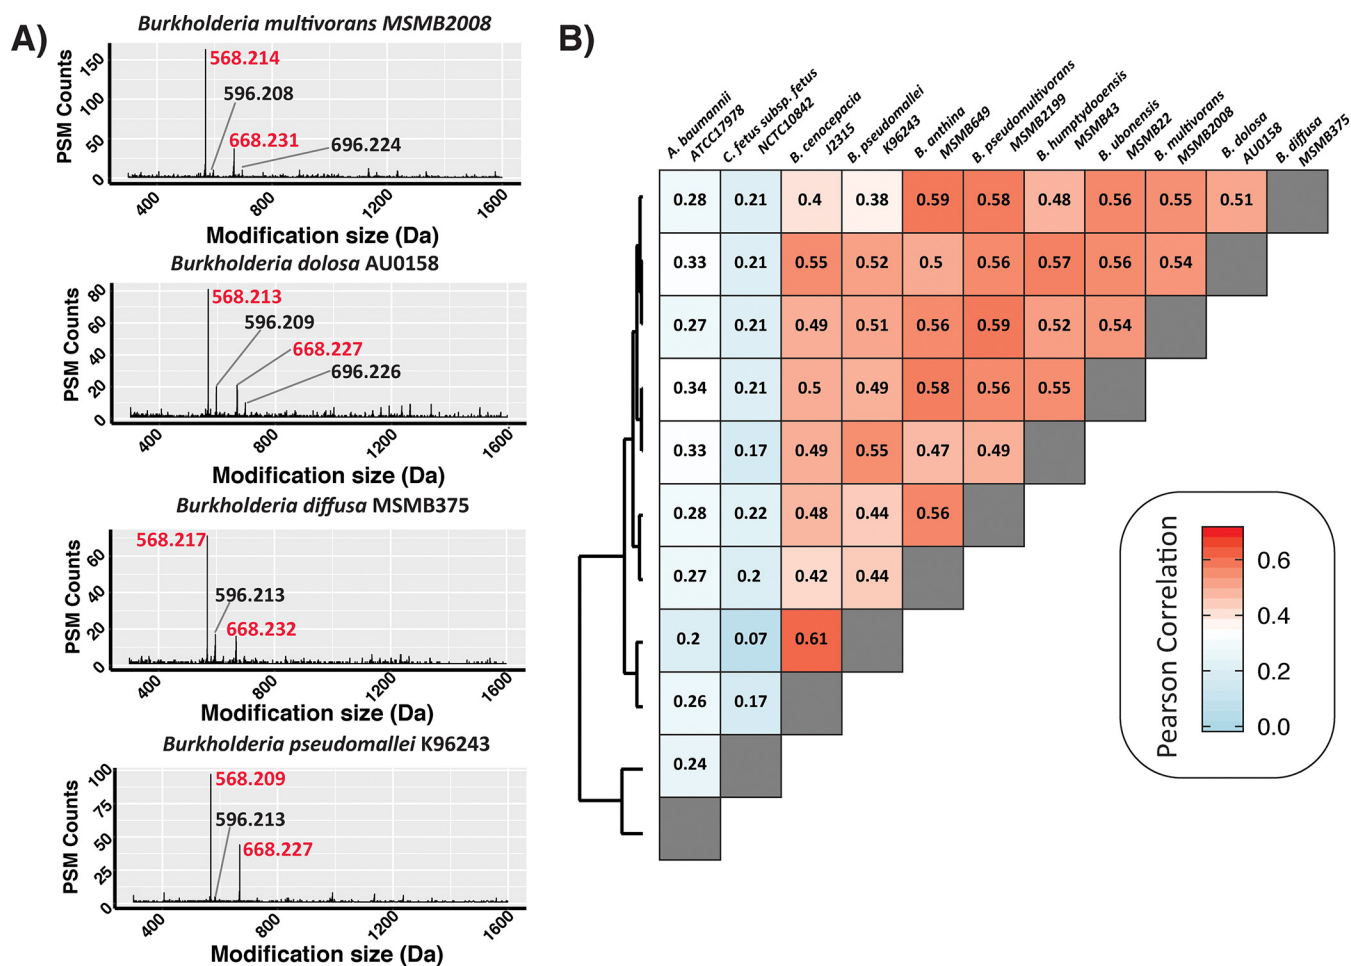 A)
Burkholderia multivorans MSMB2008
PSM Counts
150
100
50
0
568.214
596.208
668.231
696.224
400
800
1200
1600
Modification size (Da)
Burkholderia dolosa AU0158
PSM Counts
80
60
40
20
0
568.213
596.209
668.227
696.226
400
800
1200
1600
Modification size (Da)
Burkholderia diffusa MSMB375
PSM Counts
60
40
20
0
568.217
596.213
668.232
400
800
1200
1600
Modification size (Da)
Burkholderia pseudomallei K96243
PSM Counts
100
75
50
25
0
568.209
596.213
668.227
400
800
1200
1600
Modification size (Da)
B)
A. baumannii
ATCC17978
C. fetus subsp. fetus
NCTC10842
B. cenocepacia
J2315
B. pseudomallei
K96243
B. anthina
MSMB649
B. pseudomultivorans
MSMB2199
B. humptydooensis
MSMB43
B. ubonensis
MSMB22
B. multivorans
MSMB2008
B. dolosa
AU0158
B. diffusa
MSMB375
0.28 0.21 0.4 0.38 0.59 0.58 0.48 0.56 0.55 0.51
0.33 0.21 0.55 0.52 0.5 0.56 0.57 0.56 0.54
0.27 0.21 0.49 0.51 0.56 0.59 0.52 0.54
0.34 0.21 0.5 0.49 0.58 0.56 0.55
0.33 0.17 0.49 0.55 0.47 0.49
0.28 0.22 0.48 0.44 0.56
0.27 0.2 0.42 0.44
0.2 0.07 0.61
0.26 0.17
0.24
Pearson Correlation
0.6
0.4
0.2
0.0